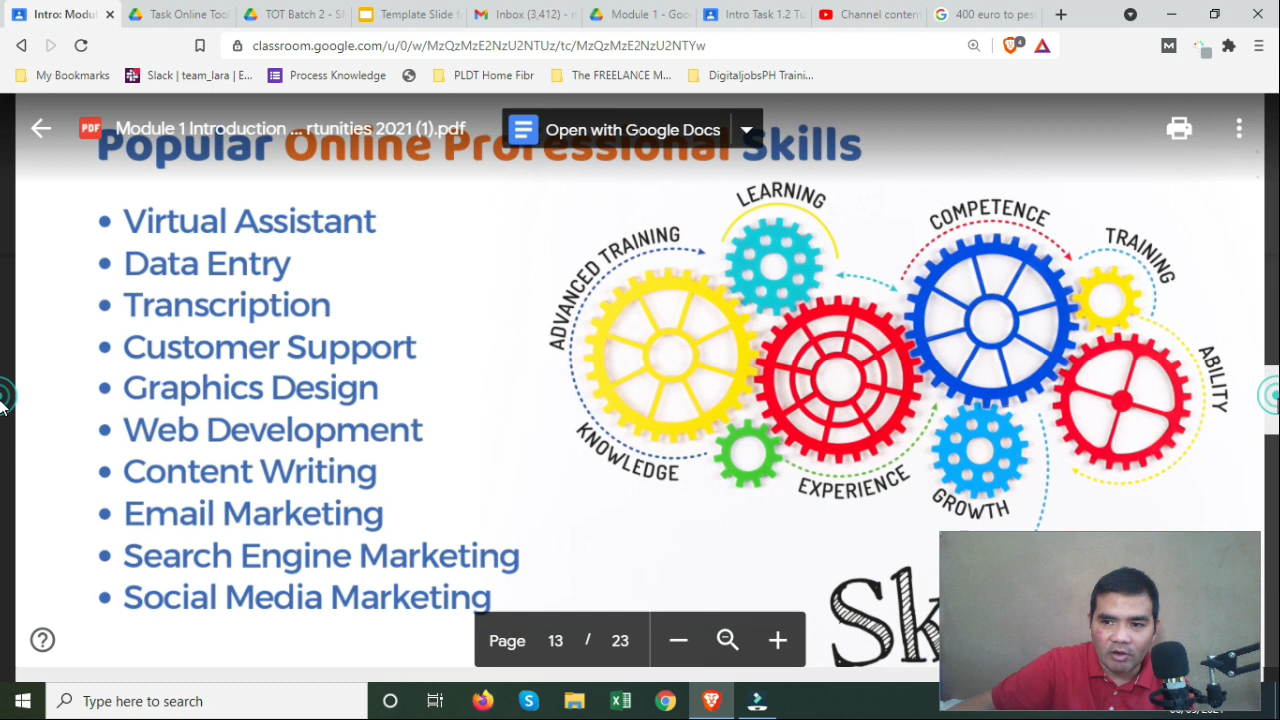 Intro: Modul
Task Online Tool
TOT Batch 2 - S
Template Slide f
Inbox (3,412) - n
Module 1 - Goo
Intro Task 1.2 Tu
Channel content
400 euro to pes
classroom.google.com/u/0/w/MzQzMzE2NzU2NTUz/tc/MzQzMzE2NzU2NTYw
4
M
My Bookmarks
Slack | team_lara | E...
Process Knowledge
PLDT Home Fibr
The FREELANCE M...
DigitaljobsPH Traini...
PDF
Module 1 Introduction ... rtunities 2021 (1).pdf
Open with Google Docs
Popular Online Professional Skills
• Virtual Assistant
• Data Entry
• Transcription
• Customer Support
• Graphics Design
• Web Development
• Content Writing
• Email Marketing
• Search Engine Marketing
• Social Media Marketing
LEARNING
ADVANCED TRAINING
COMPETENCE
TRAINING
ABILITY
KNOWLEDGE
EXPERIENCE
GROWTH
Sk
Page 13 / 23
Type here to search